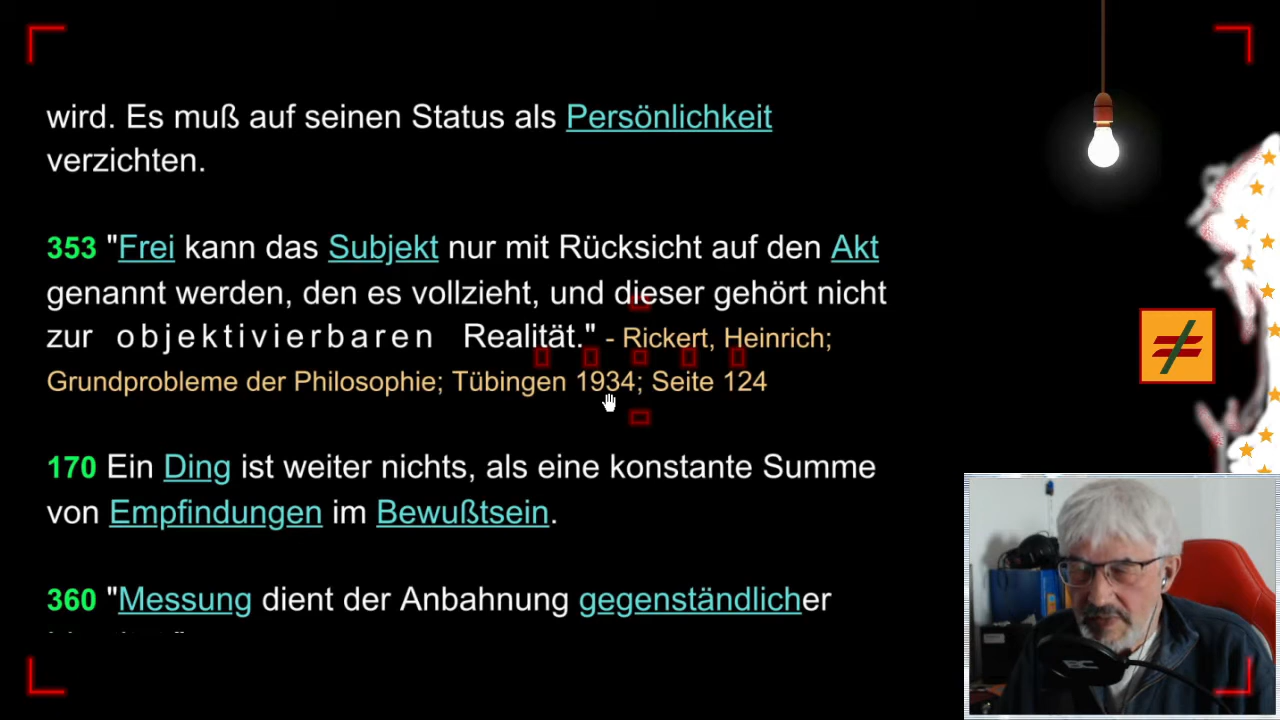 wird. Es muß auf seinen Status als Persönlichkeit
verzichten.
353 "Frei kann das Subjekt nur mit Rücksicht auf den Akt
genannt werden, den es vollzieht, und dieser gehört nicht
zur objektivierbaren Realität." - Rickert, Heinrich;
Grundprobleme der Philosophie; Tübingen 1934; Seite 124
170 Ein Ding ist weiter nichts, als eine konstante Summe
von Empfindungen im Bewußtsein.
360 "Messung dient der Anbahnung gegenständlicher